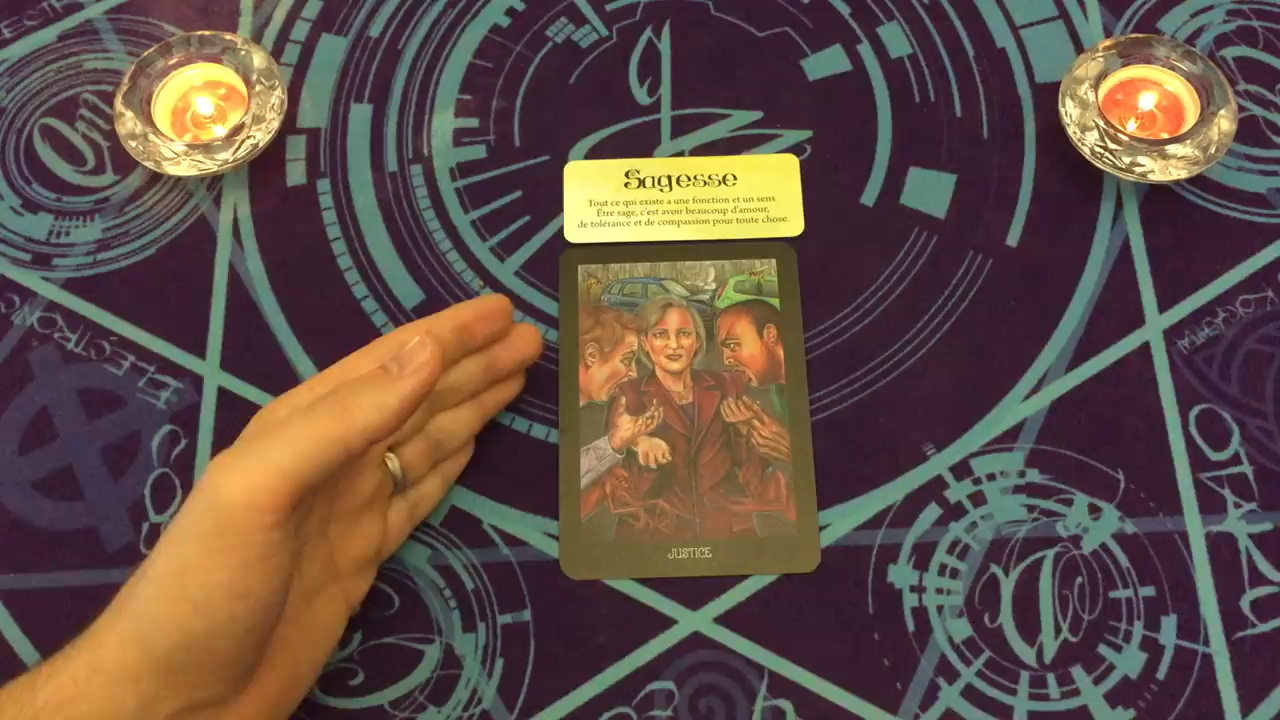 Sagesse
Tout ce qui existe a une fonction et un sens.
Être sage, c'est avoir beaucoup d'amour,
de tolérance et de compassion pour toute chose.
JUSTICE
ELECTRONIC